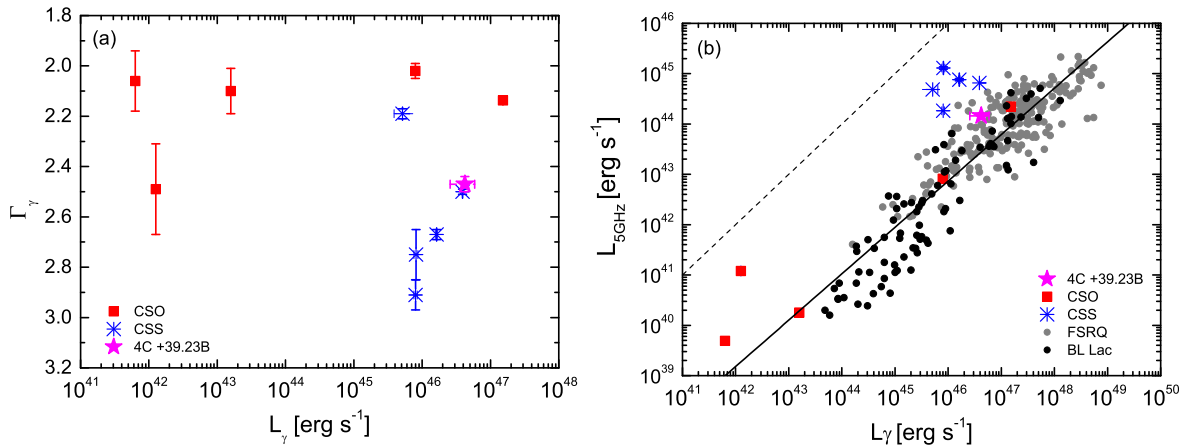 (a)
1.8
2.0
2.2
2.4
2.6
2.8
3.0
3.2
Γγ
10^41 10^42 10^43 10^44 10^45 10^46 10^47 10^48
Lγ [erg s^-1]
CSO
CSS
4C +39.23B
(b)
10^46
10^45
10^44
10^43
10^42
10^41
10^40
10^39
L5GHz [erg s^-1]
10^41 10^42 10^43 10^44 10^45 10^46 10^47 10^48 10^49 10^50
Lγ [erg s^-1]
4C +39.23B
CSO
CSS
FSRQ
BL Lac